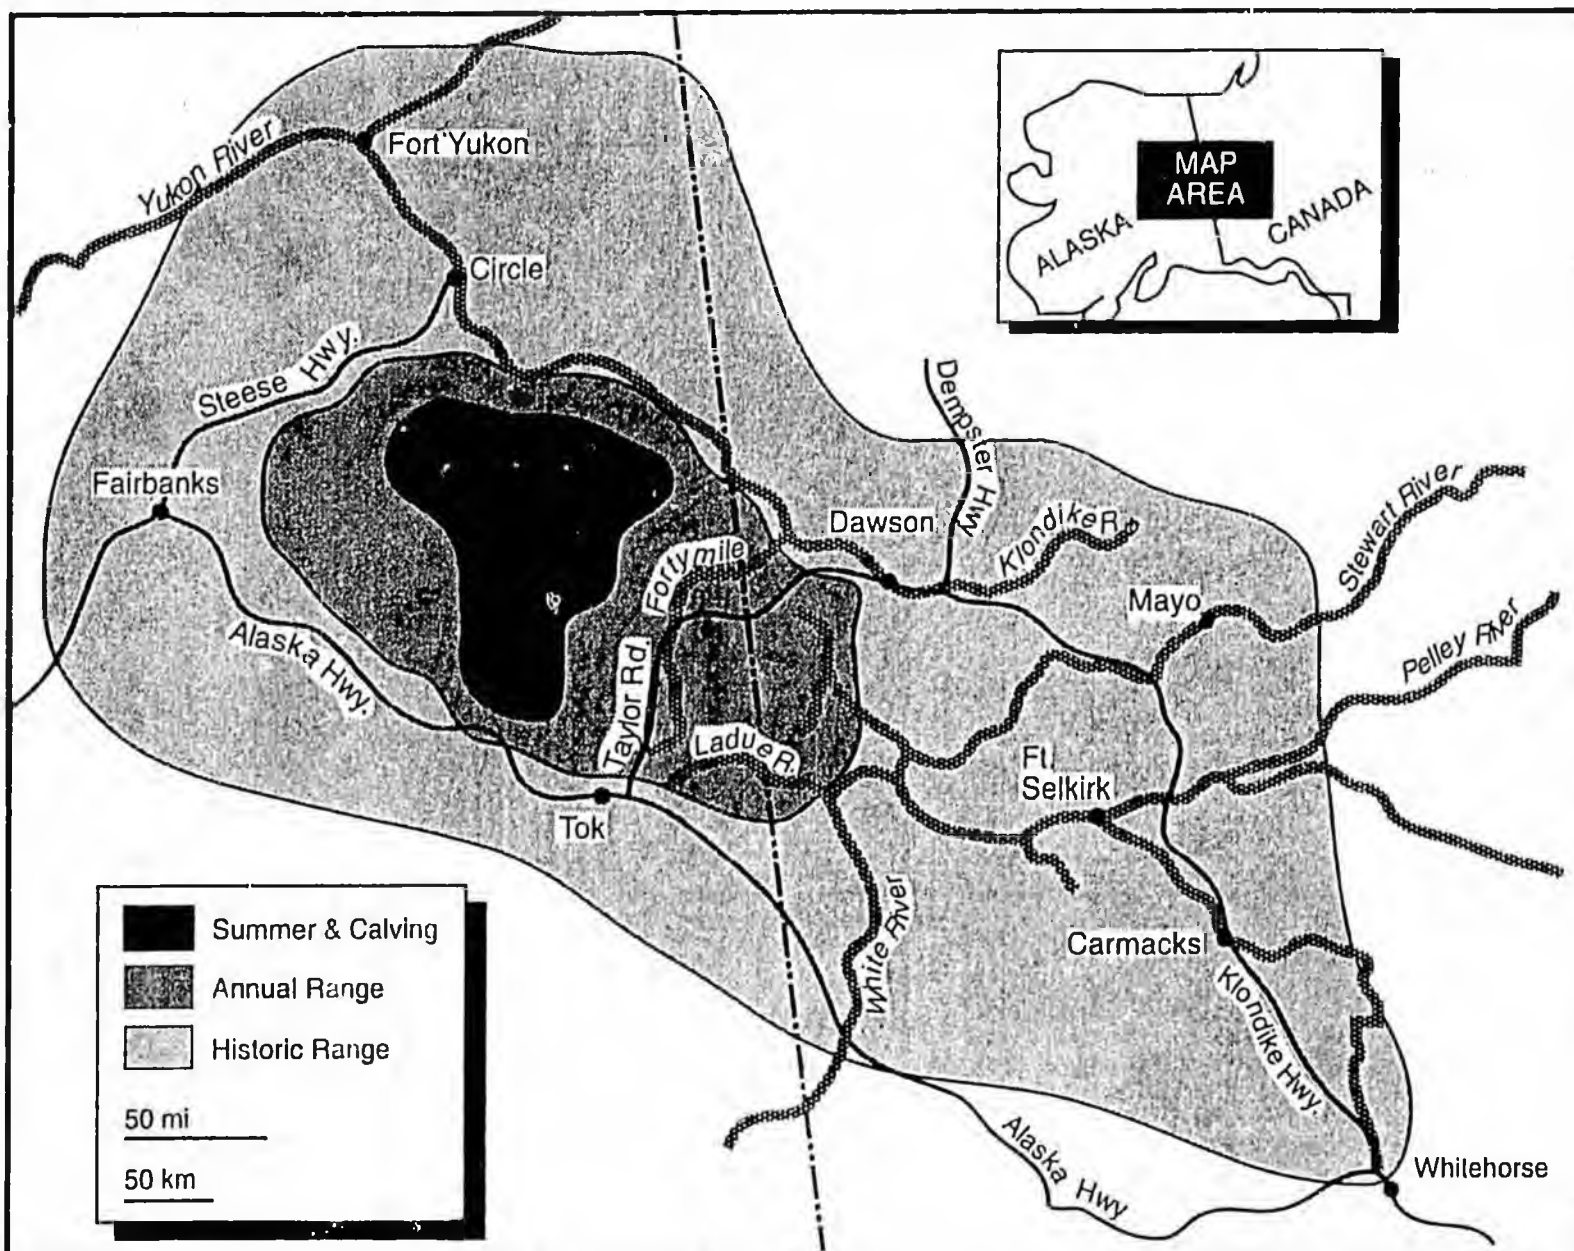 Yukon River
Fort Yukon
Circle
Steese Hwy.
Fairbanks
Alaska Hwy.
Tok
Taylor Rd.
Fortymile
Ladue R.
Dawson
Dempster Hwy
Klondike R.
Mayo
Stewart River
Pelley River
Ft.
Selkirk
White River
Carmacks
Klondike Hwy.
Alaska Hwy
Whitehorse
MAP
AREA
ALASKA
CANADA
Summer & Calving
Annual Range
Historic Range
50 mi
50 km